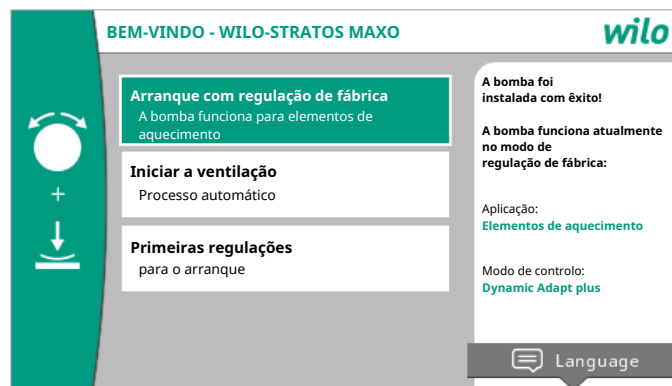 BEM-VINDO - WILO-STRATOS MAXO
wilo
Arranque com regulação de fábrica
A bomba funciona para elementos de
aquecimento
Iniciar a ventilação
Processo automático
Primeiras regulações
para o arranque
+
A bomba foi
instalada com êxito!
A bomba funciona atualmente
no modo de
regulação de fábrica:
Aplicação:
Elementos de aquecimento
Modo de controlo:
Dynamic Adapt plus
Language